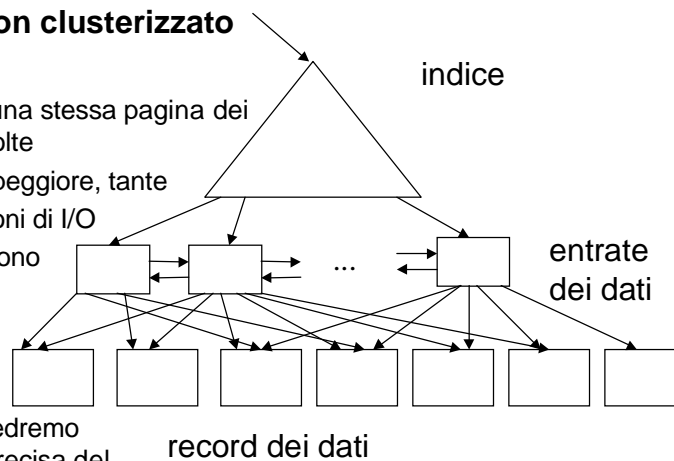 on clusterizzato
indice
una stessa pagina dei
olte
peggiore, tante
oni di I/O
ono
...
entrate
dei dati
edremo
recisa del
record dei dati